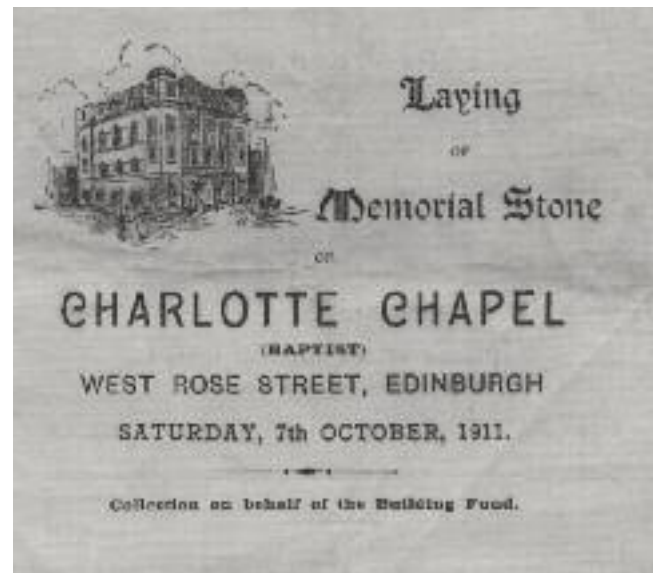 Laying
OF
Memorial Stone
OF
CHARLOTTE CHAPEL
(BAPTIST)
WEST ROSE STREET, EDINBURGH
SATURDAY, 7th OCTOBER, 1911.
Collection on behalf of the Building Fund.